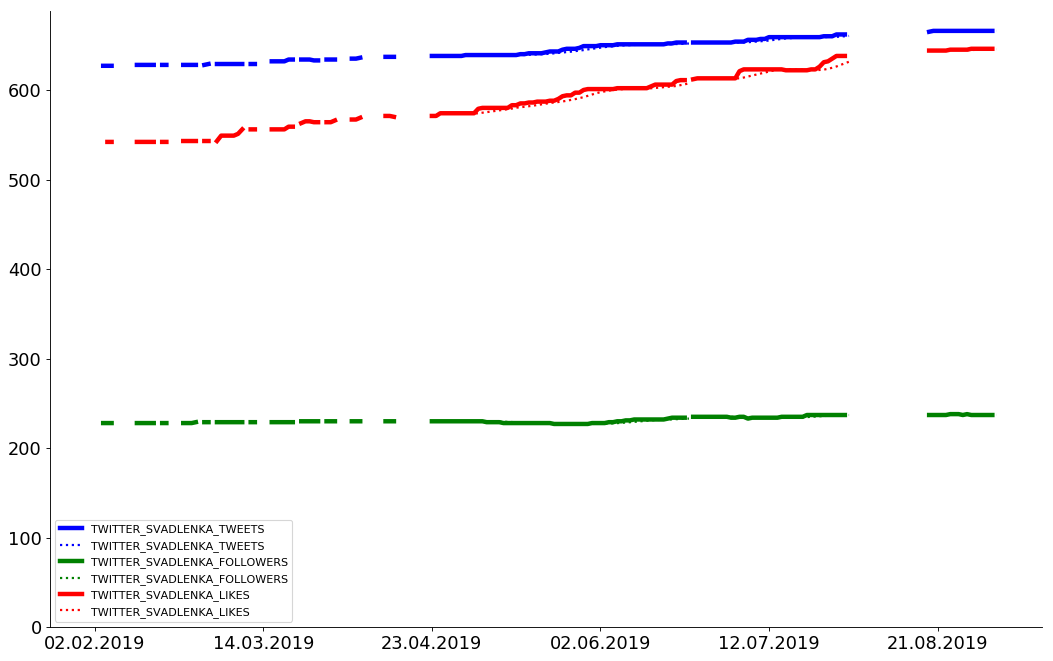 600
500
400
300
200
100
0
TWITTER_SVADLENKA_TWEETS
TWITTER_SVADLENKA_TWEETS
TWITTER_SVADLENKA_FOLLOWERS
TWITTER_SVADLENKA_FOLLOWERS
TWITTER_SVADLENKA_LIKES
TWITTER_SVADLENKA_LIKES
02.02.2019 14.03.2019 23.04.2019 02.06.2019 12.07.2019 21.08.2019